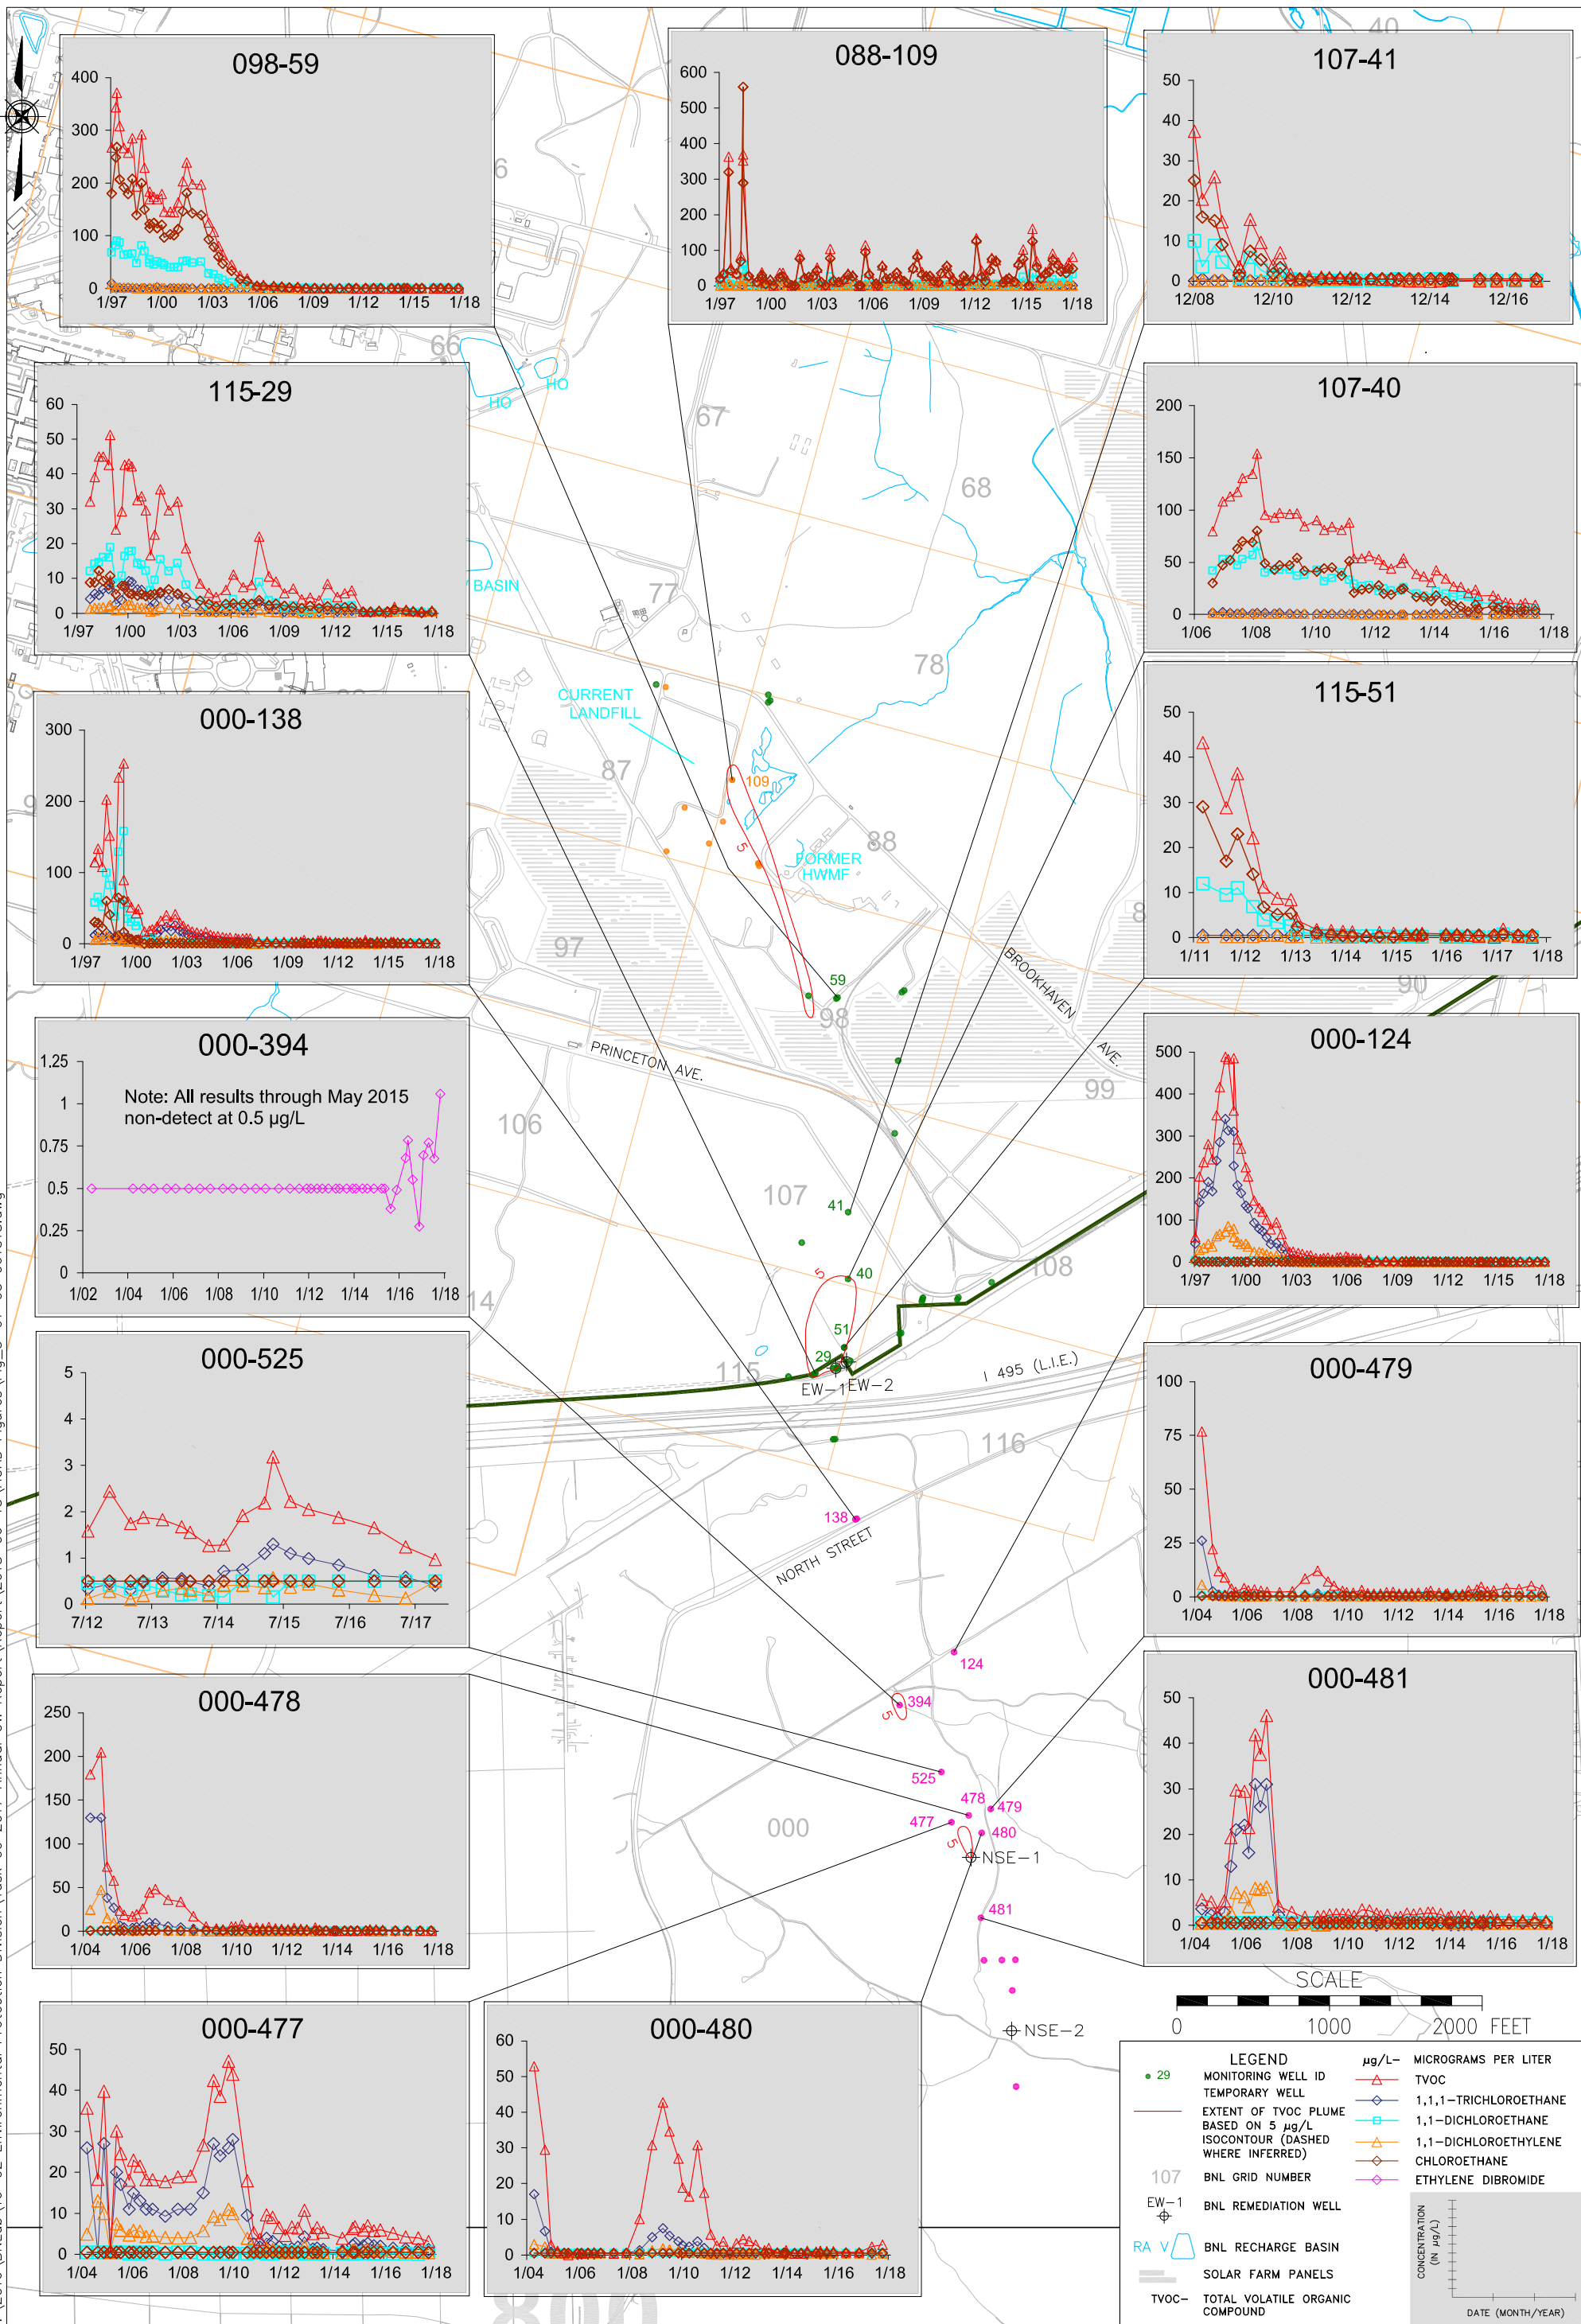 098-59
400
300
200
100
0
1/97 1/00 1/03 1/06 1/09 1/12 1/15 1/18
088-109
600
500
400
300
200
100
0
1/97 1/00 1/03 1/06 1/09 1/12 1/15 1/18
107-41
50
40
30
20
10
0
12/08 12/10 12/12 12/14 12/16
40
66
HO
HO
67
68
115-29
60
50
40
30
20
10
0
1/97 1/00 1/03 1/06 1/09 1/12 1/15 1/18
107-40
200
150
100
50
0
1/06 1/08 1/10 1/12 1/14 1/16 1/18
BASIN
77
78
CURRENT
LANDFILL
87
109
5
88
FORMER
HWMF
000-138
300
200
100
0
1/97 1/00 1/03 1/06 1/09 1/12 1/15 1/18
115-51
50
40
30
20
10
0
1/11 1/12 1/13 1/14 1/15 1/16 1/17 1/18
97
59
98
BROOKHAVEN
AVE.
90
PRINCETON AVE.
99
106
107
41
000-394
Note: All results through May 2015
non-detect at 0.5 µg/L
1.25
1
0.75
0.5
0.25
0
1/02 1/04 1/06 1/08 1/10 1/12 1/14 1/16 1/18
000-124
500
400
300
200
100
0
1/97 1/00 1/03 1/06 1/09 1/12 1/15 1/18
5
40
108
14
51
29
115
EW-1 EW-2
I 495 (L.I.E.)
116
000-525
5
4
3
2
1
0
7/12 7/13 7/14 7/15 7/16 7/17
000-479
100
75
50
25
0
1/04 1/06 1/08 1/10 1/12 1/14 1/16 1/18
138
NORTH STREET
124
394
5
525
478
479
477
480
000
5
NSE-1
481
NSE-2
000-478
250
200
150
100
50
0
1/04 1/06 1/08 1/10 1/12 1/14 1/16 1/18
000-481
50
40
30
20
10
0
1/04 1/06 1/08 1/10 1/12 1/14 1/16 1/18
000-477
50
40
30
20
10
0
1/04 1/06 1/08 1/10 1/12 1/14 1/16 1/18
000-480
60
50
40
30
20
10
0
1/04 1/06 1/08 1/10 1/12 1/14 1/16 1/18
800
SCALE
0 1000 2000 FEET
LEGEND
29 MONITORING WELL ID
TEMPORARY WELL
EXTENT OF TVOC PLUME
BASED ON 5 µg/L
ISOCONTOUR (DASHED
WHERE INFERRED)
107 BNL GRID NUMBER
EW-1 BNL REMEDIATION WELL
RA V BNL RECHARGE BASIN
SOLAR FARM PANELS
TVOC- TOTAL VOLATILE ORGANIC
COMPOUND
µg/L- MICROGRAMS PER LITER
TVOC
1,1,1-TRICHLOROETHANE
1,1-DICHLOROETHANE
1,1-DICHLOROETHYLENE
CHLOROETHANE
ETHYLENE DIBROMIDE
CONCENTRATION
(IN µg/L)
DATE (MONTH/YEAR)